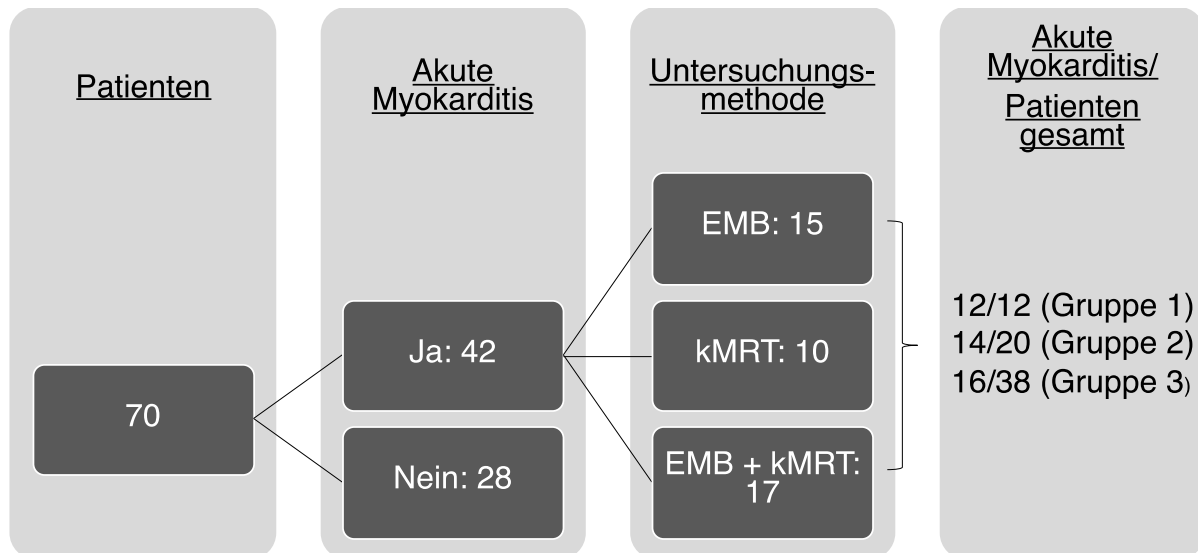 Patienten
70
Akute
Myokarditis
Ja: 42
Nein: 28
Untersuchungs-
methode
EMB: 15
kMRT: 10
EMB + kMRT:
17
Akute
Myokarditis/
Patienten
gesamt
12/12 (Gruppe 1)
14/20 (Gruppe 2)
16/38 (Gruppe 3)